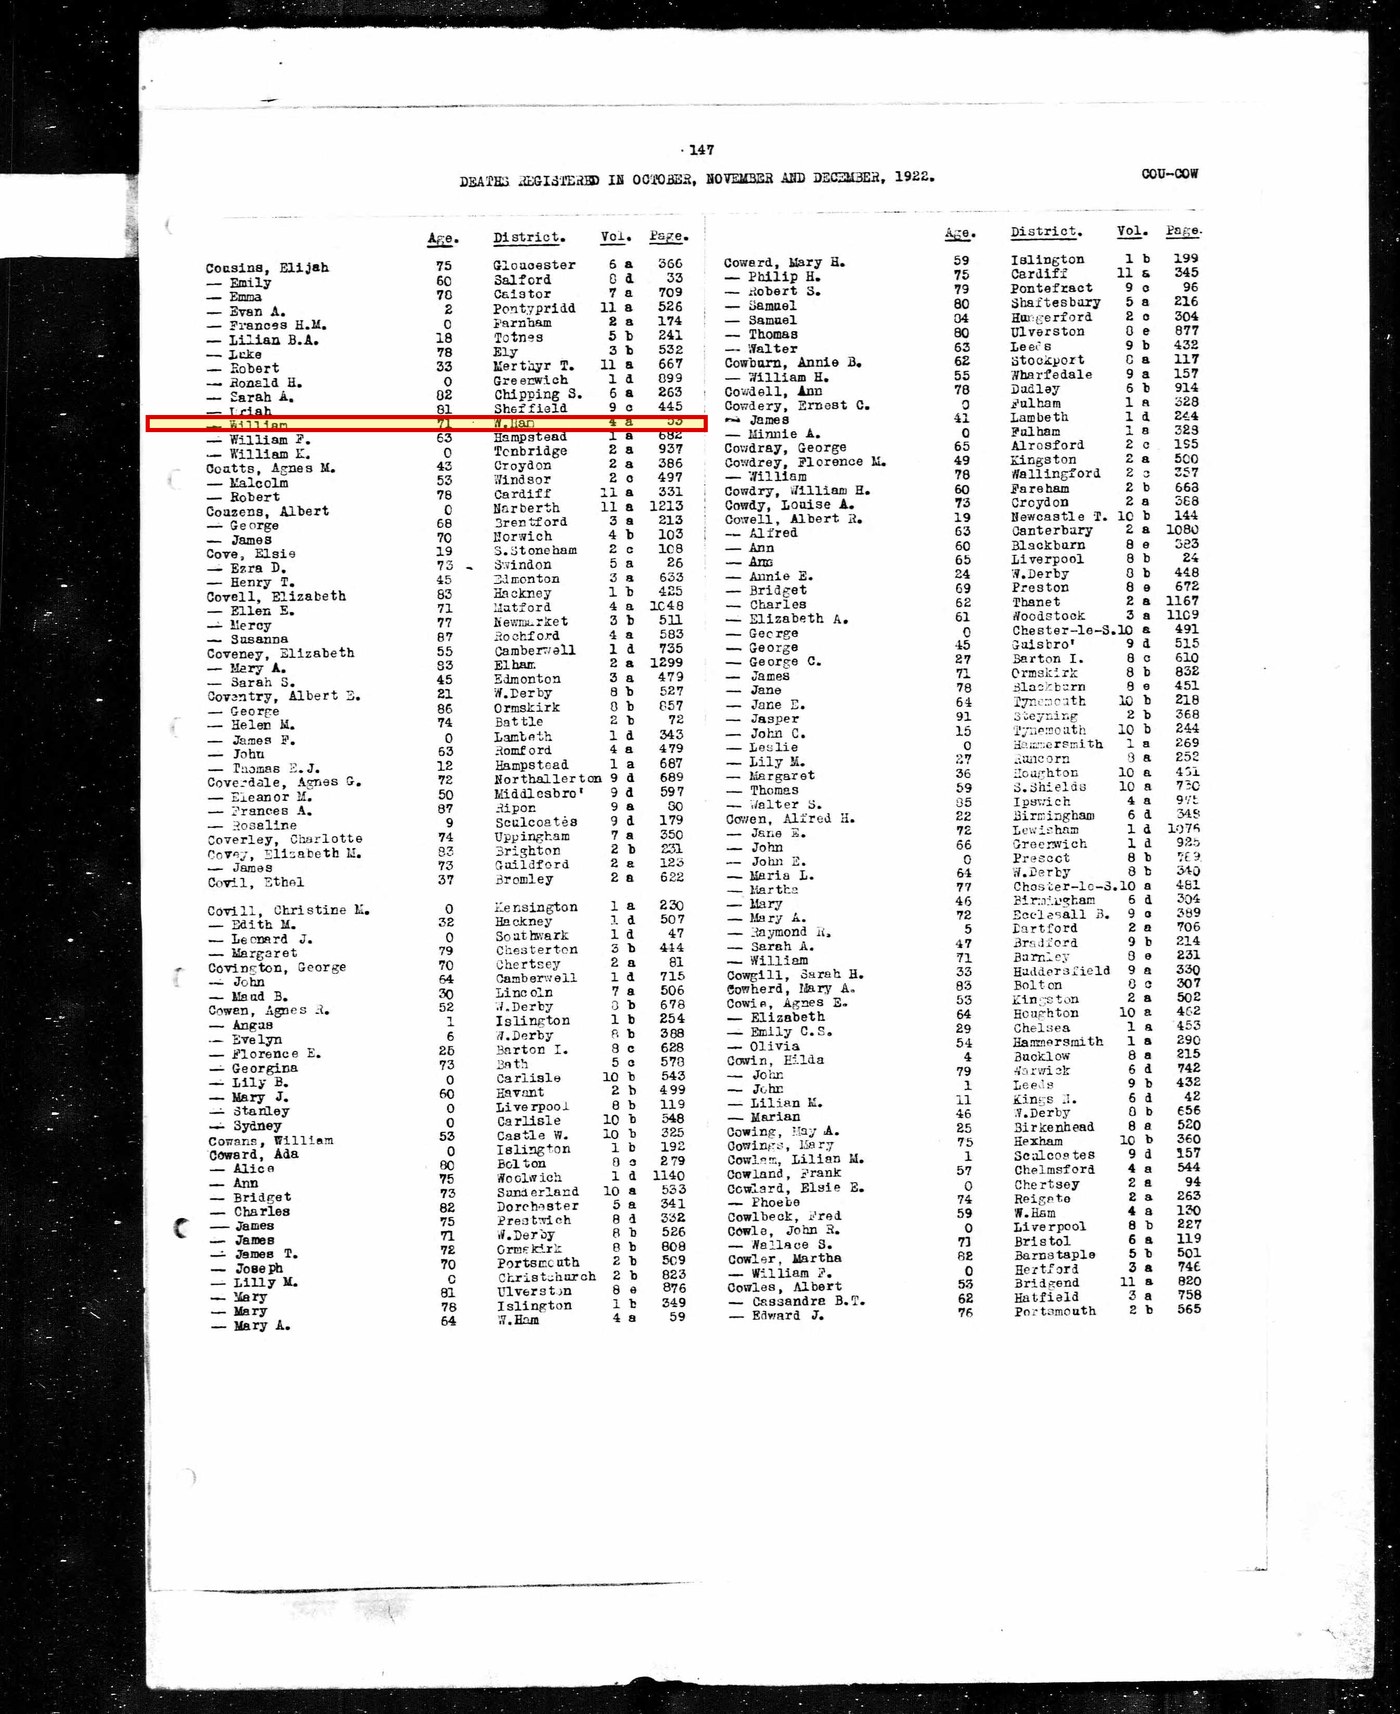 147
DEATHS REGISTERED IN OCTOBER, NOVEMBER AND DECEMBER, 1922. COU-COW
Age. District. Vol. Page.
Cousins, Elijah 75 Gloucester 6 a 366
— Emily 60 Salford 8 d 33
— Emma 78 Caistor 7 a 709
— Evan A. 2 Pontypridd 11 a 526
— Frances H.M. 0 Farnham 2 a 174
— Lilian B.A. 18 Totnes 5 b 241
— Luke 78 Ely 3 b 532
— Robert 33 Merthyr T. 11 a 667
— Ronald H. 0 Greenwich 1 d 899
— Sarah A. 82 Chipping S. 6 a 263
— Uriah 81 Sheffield 9 c 445
— William 71 W.Ham 4 a 53
— William F. 63 Hampstead 1 a 682
— William K. 0 Tonbridge 2 a 937
Coutts, Agnes M. 43 Croydon 2 a 386
— Malcolm 53 Windsor 2 c 497
— Robert 78 Cardiff 11 a 331
Couzens, Albert 0 Narberth 11 a 1213
— George 68 Brentford 3 a 213
— James 70 Norwich 4 b 103
Cove, Elsie 19 S.Stoneham 2 c 108
— Ezra D. 73 Swindon 5 a 26
— Henry T. 45 Edmonton 3 a 633
Covell, Elizabeth 83 Hackney 1 b 425
— Ellen E. 71 Mutford 4 a 1048
— Mercy 77 Newmarket 3 b 511
— Susanna 87 Rochford 4 a 583
Coveney, Elizabeth 55 Camberwell 1 d 735
— Mary A. 83 Elham 2 a 1299
— Sarah S. 45 Edmonton 3 a 479
Coventry, Albert E. 21 W.Derby 8 b 527
— George 86 Ormskirk 8 b 857
— Helen M. 74 Battle 2 b 72
— James F. 0 Lambeth 1 d 343
— John 63 Romford 4 a 479
— Thomas E.J. 12 Hampstead 1 a 687
Coverdale, Agnes G. 72 Northallerton 9 d 689
— Eleanor M. 50 Middlesbro' 9 d 597
— Frances A. 87 Ripon 9 a 80
— Rosaline 9 Sculcoates 9 d 179
Coverley, Charlotte 74 Uppingham 7 a 350
Covey, Elizabeth M. 83 Brighton 2 b 231
— James 73 Guildford 2 a 123
Covil, Ethel 37 Bromley 2 a 622
Covill, Christine M. 0 Kensington 1 a 230
— Edith M. 32 Hackney 1 d 507
— Leonard J. 0 Southwark 1 d 47
— Margaret 79 Chesterton 3 b 444
Covington, George 70 Chertsey 2 a 81
— John 64 Camberwell 1 d 715
— Maud B. 30 Lincoln 7 a 506
Cowan, Agnes R. 52 W.Derby 8 b 678
— Angus 1 Islington 1 b 254
— Evelyn 6 W.Derby 8 b 388
— Florence E. 25 Barton I. 8 c 628
— Georgina 73 Bath 5 c 578
— Lily B. 0 Carlisle 10 b 543
— Mary J. 60 Havant 2 b 499
— Stanley 0 Liverpool 8 b 119
— Sydney 0 Carlisle 10 b 548
Cowans, William 53 Castle W. 10 b 325
Coward, Ada 0 Islington 1 b 192
— Alice 80 Bolton 8 c 279
— Ann 75 Woolwich 1 d 1140
— Bridget 73 Sunderland 10 a 533
— Charles 82 Dorchester 5 a 341
— James 75 Prestwich 8 d 332
— James 71 W.Derby 8 b 526
— James T. 72 Ormskirk 8 b 808
— Joseph 70 Portsmouth 2 b 509
— Lilly M. 0 Christchurch 2 b 823
— Mary 81 Ulverston 8 e 876
— Mary 78 Islington 1 b 349
— Mary A. 64 W.Ham 4 a 59
Age. District. Vol. Page.
Coward, Mary H. 59 Islington 1 b 199
— Philip H. 75 Cardiff 11 a 345
— Robert S. 79 Pontefract 9 c 96
— Samuel 80 Shaftesbury 5 a 216
— Samuel 84 Hungerford 2 c 304
— Thomas 80 Ulverston 8 e 877
— Walter 63 Leeds 9 b 432
Cowburn, Annie B. 62 Stockport 8 a 117
— William H. 55 Wharfedale 9 a 157
Cowdell, Ann 78 Dudley 6 b 914
Cowdery, Ernest C. 0 Fulham 1 a 328
— James 41 Lambeth 1 d 244
— Minnie A. 0 Fulham 1 a 328
Cowdray, George 65 Alresford 2 c 195
Cowdrey, Florence M. 49 Kingston 2 a 500
— William 78 Wallingford 2 c 357
Cowdry, William H. 60 Fareham 2 b 663
Cowdy, Louise A. 73 Croydon 2 a 368
Cowell, Albert R. 19 Newcastle T. 10 b 144
— Alfred 63 Canterbury 2 a 1080
— Ann 60 Blackburn 8 e 383
— Ann 65 Liverpool 8 b 24
— Annie E. 24 W.Derby 8 b 448
— Bridget 69 Preston 8 e 672
— Charles 62 Thanet 2 a 1167
— Elizabeth A. 61 Woodstock 3 a 1109
— George 0 Chester-le-S.10 a 491
— George 45 Guisbro' 9 d 515
— George C. 27 Barton I. 8 c 610
— James 71 Ormskirk 8 b 832
— Jane 78 Blackburn 8 e 451
— Jane E. 64 Tynemouth 10 b 218
— Jasper 91 Steyning 2 b 368
— John C. 15 Tynemouth 10 b 244
— Leslie 0 Hammersmith 1 a 269
— Lily M. 27 Runcorn 8 a 252
— Margaret 36 Houghton 10 a 451
— Thomas 59 S.Shields 10 a 730
— Walter S. 85 Ipswich 4 a 975
Cowen, Alfred H. 22 Birmingham 6 d 348
— Jane E. 72 Lewisham 1 d 1076
— John 66 Greenwich 1 d 925
— John E. 0 Prescot 8 b 769
— Maria L. 64 W.Derby 8 b 340
— Martha 77 Chester-le-S.10 a 481
— Mary 46 Birmingham 6 d 304
— Mary A. 72 Ecclesall B. 9 c 389
— Raymond R. 5 Dartford 2 a 706
— Sarah A. 47 Bradford 9 b 214
— William 71 Burnley 8 e 231
Cowgill, Sarah H. 33 Huddersfield 9 a 330
Cowherd, Mary A. 83 Bolton 8 c 307
Cowie, Agnes E. 53 Kingston 2 a 502
— Elizabeth 64 Houghton 10 a 462
— Emily C.S. 29 Chelsea 1 a 453
— Olivia 54 Hammersmith 1 a 290
Cowin, Hilda 4 Bucklow 8 a 215
— John 79 Warwick 6 d 742
— John 1 Leeds 9 b 432
— Lilian M. 11 Kings N. 6 d 42
— Marian 46 W.Derby 8 b 656
Cowing, May A. 25 Birkenhead 8 a 520
Cowings, Mary 75 Hexham 10 b 360
Cowlam, Lilian M. 1 Sculcoates 9 d 157
Cowland, Frank 57 Chelmsford 4 a 544
Cowlard, Elsie E. 0 Chertsey 2 a 94
— Phoebe 74 Reigate 2 a 263
Cowlbeck, Fred 59 W.Ham 4 a 130
Cowle, John R. 0 Liverpool 8 b 227
— Wallace S. 71 Bristol 6 a 119
Cowler, Martha 82 Barnstaple 5 b 501
— William F. 0 Hertford 3 a 746
Cowles, Albert 53 Bridgend 11 a 820
— Cassandra B.T. 62 Hatfield 3 a 758
— Edward J. 76 Portsmouth 2 b 565